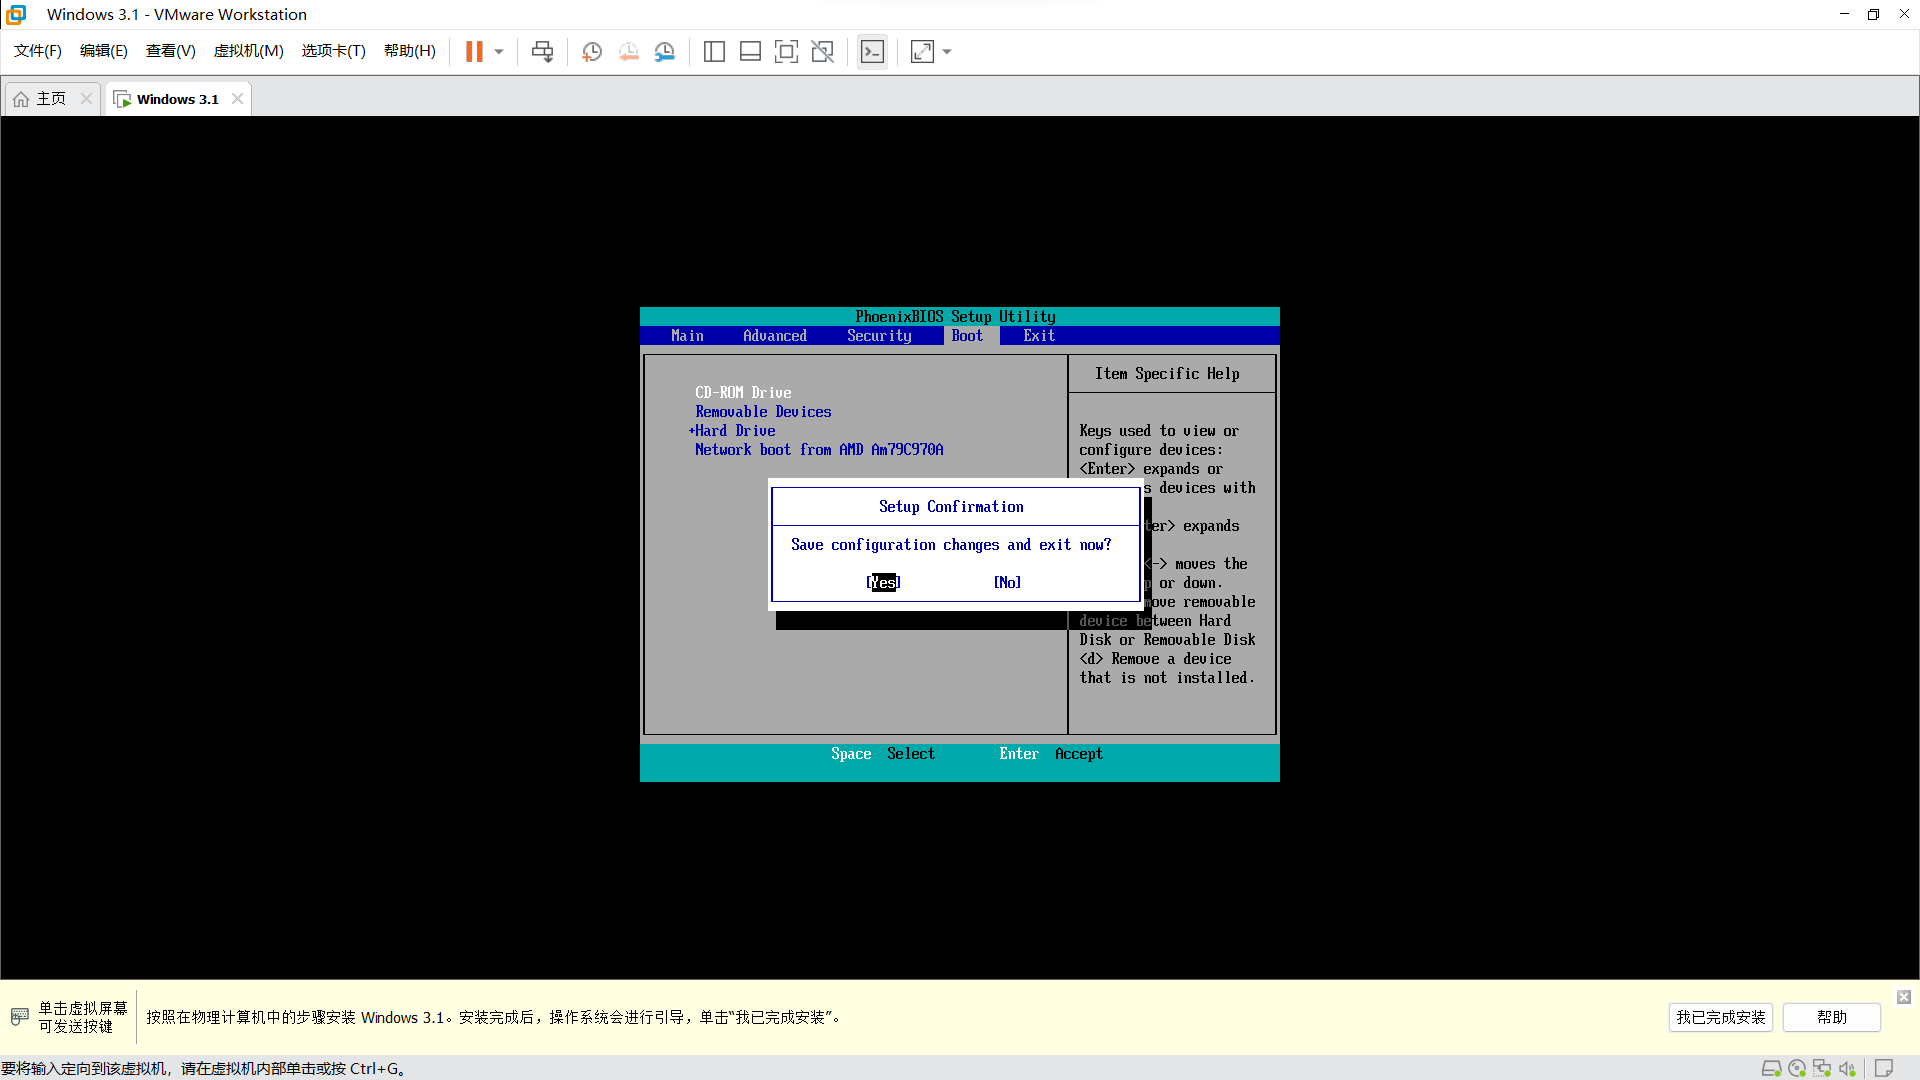 Windows 3.1 - VMware Workstation
文件(F) 编辑(E) 查看(V) 虚拟机(M) 选项卡(T) 帮助(H)
主页 Windows 3.1
PhoenixBIOS Setup Utility
Main Advanced Security Boot Exit
Item Specific Help
CD-ROM Drive
Removable Devices
+Hard Drive
Network boot from AMD Am79C970A
Keys used to view or
configure devices:
<Enter> expands or
s devices with
er> expands
-> moves the
or down.
ove removable
device between Hard
Disk or Removable Disk
<d> Remove a device
that is not installed.
Setup Confirmation
Save configuration changes and exit now?
[Yes] [No]
Space Select Enter Accept
单击虚拟屏幕
可发送按键
按照在物理计算机中的步骤安装 Windows 3.1。安装完成后，操作系统会进行引导，单击“我已完成安装”。
我已完成安装 帮助
要将输入定向到该虚拟机，请在虚拟机内部单击或按 Ctrl+G。